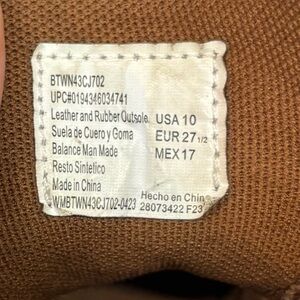 BTWN43CJ702
UPC#0194346034741
Leather and Rubber Outsole
Suela de Cuero y Goma
Balance Man Made
Resto Sintetico
Made in China
WMBTWN43CJ702-0423
USA 10
EUR 27 1/2
MEX 17
Hecho en China
28073422 F23